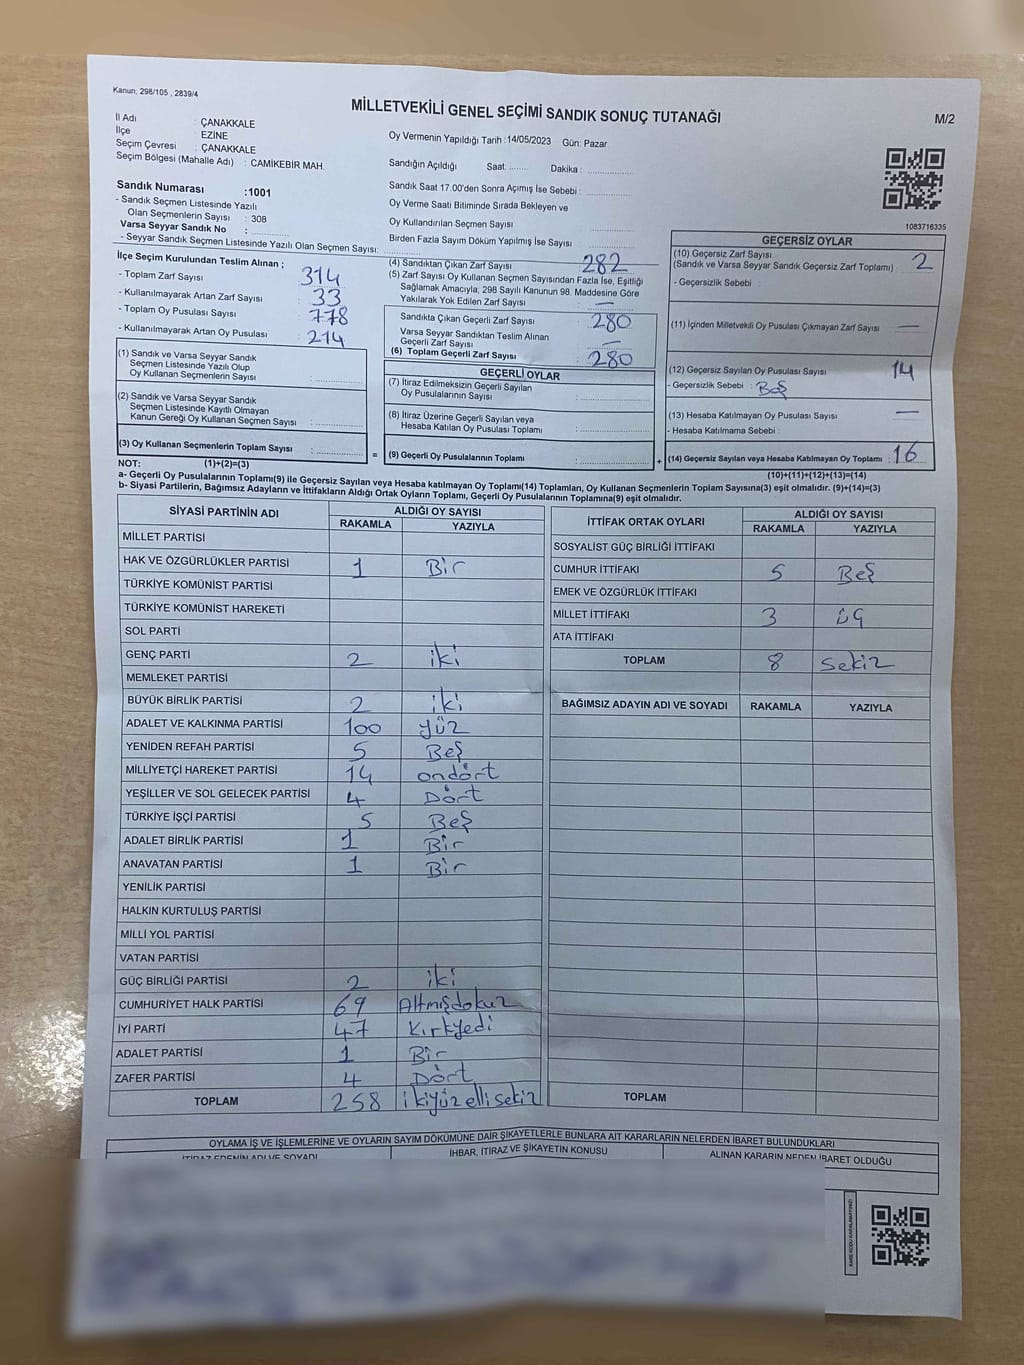 Kanun; 298/105 , 2839/4
MİLLETVEKİLİ GENEL SEÇİMİ SANDIK SONUÇ TUTANAĞI
M/2
İl Adı : ÇANAKKALE
İlçe EZİNE
Seçim Çevresi : ÇANAKKALE
Seçim Bölgesi (Mahalle Adı) : CAMİKEBİR MAH.
Oy Vermenin Yapıldığı Tarih :14/05/2023 Gün: Pazar
Sandığın Açıldığı Saat: ....... Dakika: ...................
Sandık Numarası :1001
- Sandık Seçmen Listesinde Yazılı
Olan Seçmenlerin Sayısı : 308
Varsa Seyyar Sandık No : .............
- Seyyar Sandık Seçmen Listesinde Yazılı Olan Seçmen Sayısı:
Sandık Saat 17.00'den Sonra Açımış İse Sebebi : ..................
Oy Verme Saati Bitiminde Sırada Bekleyen ve
Oy Kullandırılan Seçmen Sayısı ..................
Birden Fazla Sayım Döküm Yapılmış İse Sayısı ..................
1083716335
İlçe Seçim Kurulundan Teslim Alınan ;
- Toplam Zarf Sayısı : 314
- Kullanılmayarak Artan Zarf Sayısı : 33
- Toplam Oy Pusulası Sayısı : 778
- Kullanılmayarak Artan Oy Pusulası : 214
(4) Sandıktan Çıkan Zarf Sayısı 282
(5) Zarf Sayısı Oy Kullanan Seçmen Sayısından Fazla İse, Eşitliği
Sağlamak Amacıyla, 298 Sayılı Kanunun 98. Maddesine Göre
Yakılarak Yok Edilen Zarf Sayısı —
Sandıkta Çıkan Geçerli Zarf Sayısı : 280
Varsa Seyyar Sandıktan Teslim Alınan
Geçerli Zarf Sayısı : —
(6) Toplam Geçerli Zarf Sayısı : 280
GEÇERSİZ OYLAR
(10) Geçersiz Zarf Sayısı
(Sandık ve Varsa Seyyar Sandık Geçersiz Zarf Toplamı) : 2
- Geçersizlik Sebebi :
(11) İçinden Milletvekili Oy Pusulası Çıkmayan Zarf Sayısı : —
(12) Geçersiz Sayılan Oy Pusulası Sayısı 14
- Geçersizlik Sebebi : Boş
(13) Hesaba Katılmayan Oy Pusulası Sayısı —
- Hesaba Katılmama Sebebi :
(14) Geçersiz Sayılan veya Hesaba Katılmayan Oy Toplamı : 16
(1) Sandık ve Varsa Seyyar Sandık
Seçmen Listesinde Yazılı Olup
Oy Kullanan Seçmenlerin Sayısı : ..................
(2) Sandık ve Varsa Seyyar Sandık
Seçmen Listesinde Kayıtlı Olmayan
Kanun Gereği Oy Kullanan Seçmen Sayısı : ..................
(3) Oy Kullanan Seçmenlerin Toplam Sayısı : ..................
=
GEÇERLİ OYLAR
(7) İtiraz Edilmeksizin Geçerli Sayılan
Oy Pusulalarının Sayısı : ..................
(8) İtiraz Üzerine Geçerli Sayılan veya
Hesaba Katılan Oy Pusulası Toplamı : ..................
(9) Geçerli Oy Pusulalarının Toplamı : ..................
+
NOT: (1)+(2)=(3)
(10)+(11)+(12)+(13)=(14)
a- Geçerli Oy Pusulalarının Toplamı(9) ile Geçersiz Sayılan veya Hesaba Katılmayan Oy Toplamı(14) Toplamları, Oy Kullanan Seçmenlerin Toplam Sayısına(3) eşit olmalıdır. (9)+(14)=(3)
b- Siyasi Partilerin, Bağımsız Adayların ve İttifakların Aldığı Ortak Oyların Toplamı, Geçerli Oy Pusulalarının Toplamına(9) eşit olmalıdır.
SİYASİ PARTİNİN ADI ALDIĞI OY SAYISI
RAKAMLA YAZIYLA
MİLLET PARTİSİ
HAK VE ÖZGÜRLÜKLER PARTİSİ 1 Bir
TÜRKİYE KOMÜNİST PARTİSİ
TÜRKİYE KOMÜNİST HAREKETİ
SOL PARTİ
GENÇ PARTİ 2 iki
MEMLEKET PARTİSİ
BÜYÜK BİRLİK PARTİSİ 2 iki
ADALET VE KALKINMA PARTİSİ 100 yüz
YENİDEN REFAH PARTİSİ 5 Beş
MİLLİYETÇİ HAREKET PARTİSİ 14 ondört
YEŞİLLER VE SOL GELECEK PARTİSİ 4 Dört
TÜRKİYE İŞÇİ PARTİSİ 5 Beş
ADALET BİRLİK PARTİSİ 1 Bir
ANAVATAN PARTİSİ 1 Bir
YENİLİK PARTİSİ
HALKIN KURTULUŞ PARTİSİ
MİLLİ YOL PARTİSİ
VATAN PARTİSİ
GÜÇ BİRLİĞİ PARTİSİ 2 iki
CUMHURİYET HALK PARTİSİ 69 Altmışdokuz
İYİ PARTİ 47 Kırkyedi
ADALET PARTİSİ 1 Bir
ZAFER PARTİSİ 4 Dört
TOPLAM 258 ikiyüzellisekiz
İTTİFAK ORTAK OYLARI ALDIĞI OY SAYISI
RAKAMLA YAZIYLA
SOSYALİST GÜÇ BİRLİĞİ İTTİFAKI
CUMHUR İTTİFAKI 5 Beş
EMEK VE ÖZGÜRLÜK İTTİFAKI
MİLLET İTTİFAKI 3 üç
ATA İTTİFAKI
TOPLAM 8 sekiz
BAĞIMSIZ ADAYIN ADI VE SOYADI RAKAMLA YAZIYLA
TOPLAM
OYLAMA İŞ VE İŞLEMLERİNE VE OYLARIN SAYIM DÖKÜMÜNE DAİR ŞİKAYETLERLE BUNLARA AİT KARARLARIN NELERDEN İBARET BULUNDUKLARI
İTİRAZ EDENİN ADI VE SOYADI İHBAR, İTİRAZ VE ŞİKAYETİN KONUSU ALINAN KARARIN NEDEN İBARET OLDUĞU
KARE KODU KARALAMAYINIZ!